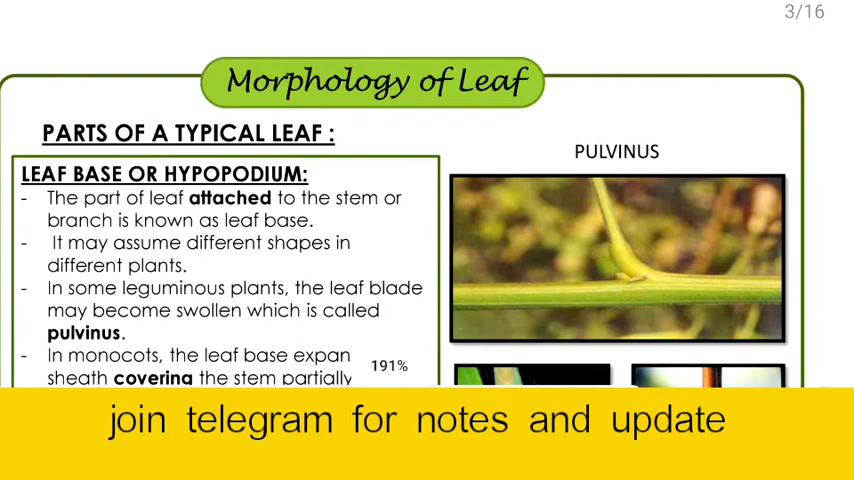 3/16
Morphology of Leaf
PARTS OF A TYPICAL LEAF :
PULVINUS
LEAF BASE OR HYPOPODIUM:
- The part of leaf attached to the stem or
branch is known as leaf base.
- It may assume different shapes in
different plants.
- In some leguminous plants, the leaf blade
may become swollen which is called
pulvinus.
- In monocots, the leaf base expan
191%
sheath covering the stem partially
join telegram for notes and update